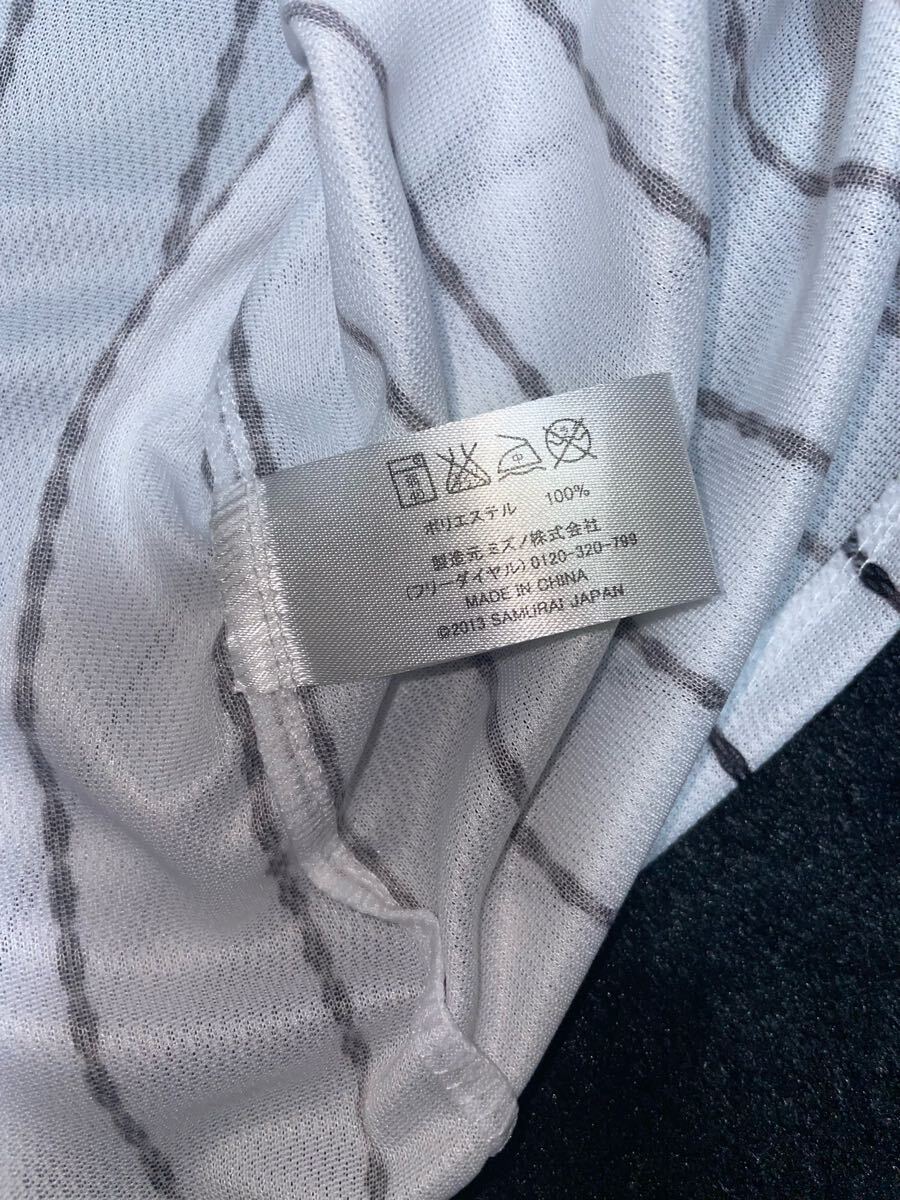 ポリエステル 100%
製造元 ミズノ株式会社
(フリーダイヤル) 0120-320-799
MADE IN CHINA
©2013 SAMURAI JAPAN